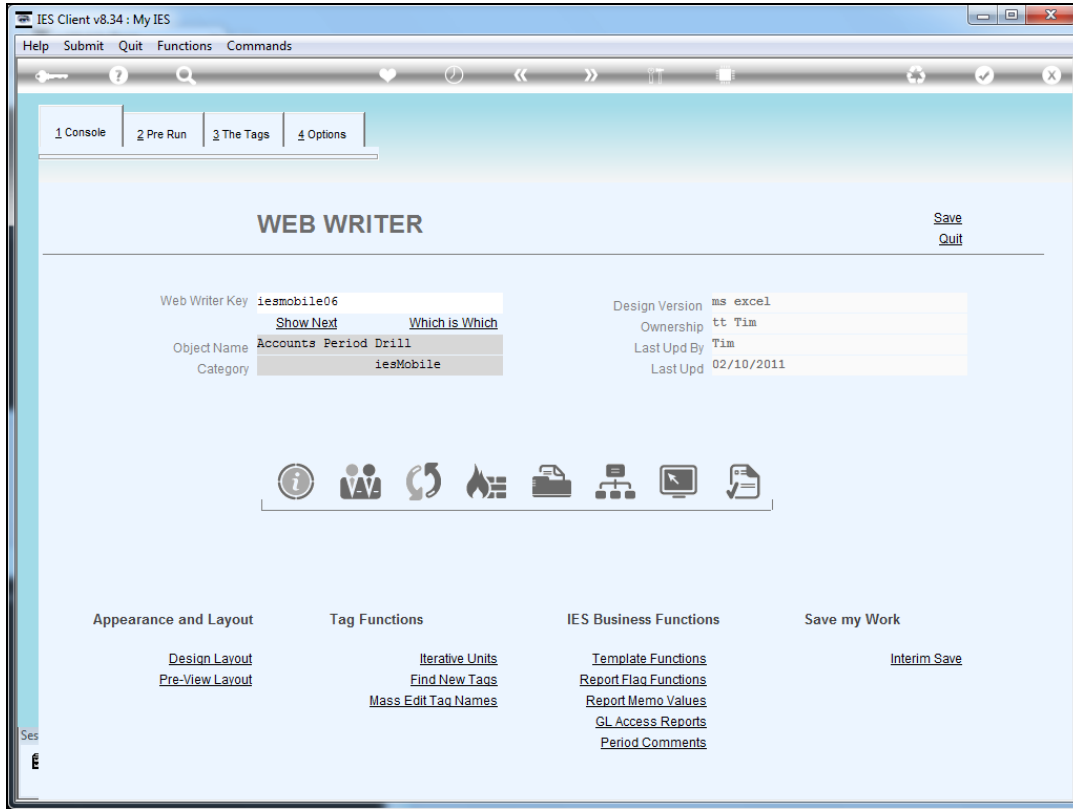 IES Client v8.34 : My IES
Help Submit Quit Functions Commands
1 Console 2 Pre Run 3 The Tags 4 Options
WEB WRITER
Save
Quit
Web Writer Key iesmobile06
Show Next Which is Which
Object Name Accounts Period Drill
Category iesMobile
Design Version ms excel
Ownership tt Tim
Last Upd By Tim
Last Upd 02/10/2011
Appearance and Layout
Design Layout
Pre-View Layout
Tag Functions
Iterative Units
Find New Tags
Mass Edit Tag Names
IES Business Functions
Template Functions
Report Flag Functions
Report Memo Values
GL Access Reports
Period Comments
Save my Work
Interim Save
Ses